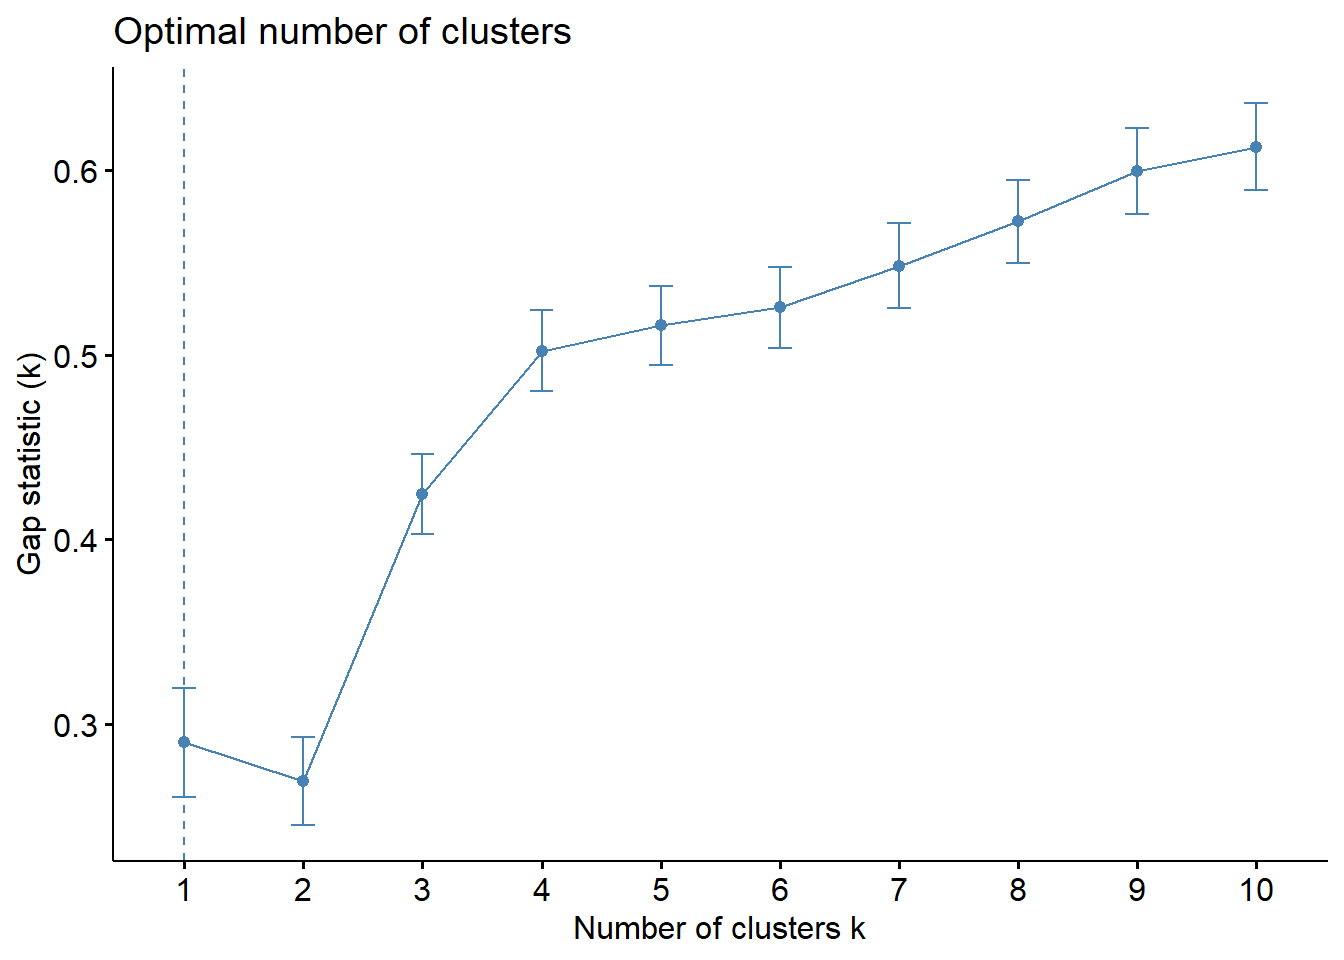 Optimal number of clusters
Gap statistic (k)
0.6
0.5
0.4
0.3
1 2 3 4 5 6 7 8 9 10
Number of clusters k